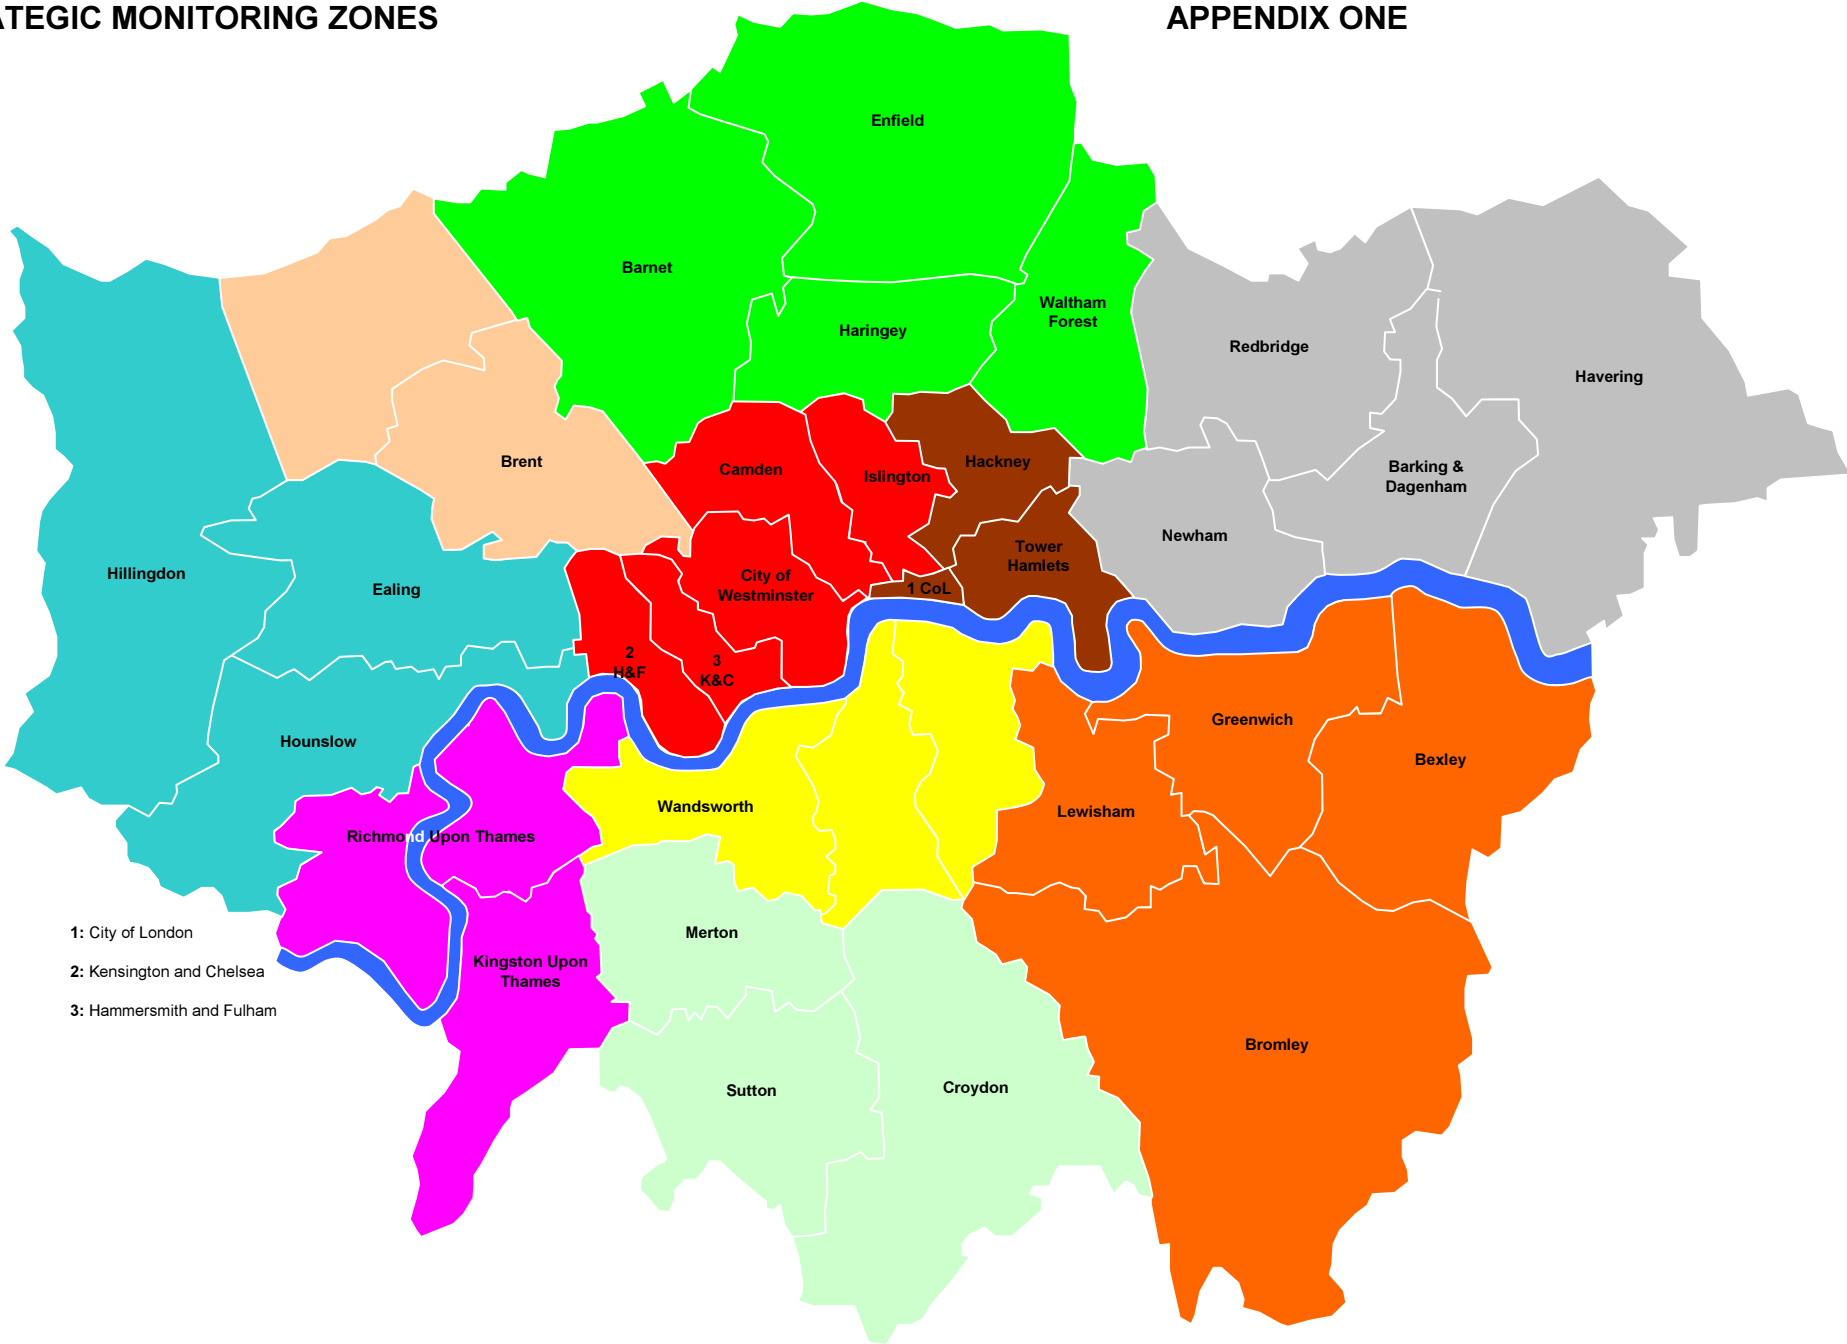 ATEGIC MONITORING ZONES
APPENDIX ONE
Enfield
Barnet
Waltham
Forest
Haringey
Redbridge
Havering
Brent
Camden
Islington
Hackney
Barking &
Dagenham
Newham
Tower
Hamlets
Hillingdon
Ealing
City of
Westminster
1 CoL
2
H&F
3
K&C
Greenwich
Hounslow
Bexley
Wandsworth
Lewisham
Richmond Upon Thames
Merton
Kingston Upon
Thames
1: City of London
2: Kensington and Chelsea
3: Hammersmith and Fulham
Bromley
Sutton
Croydon